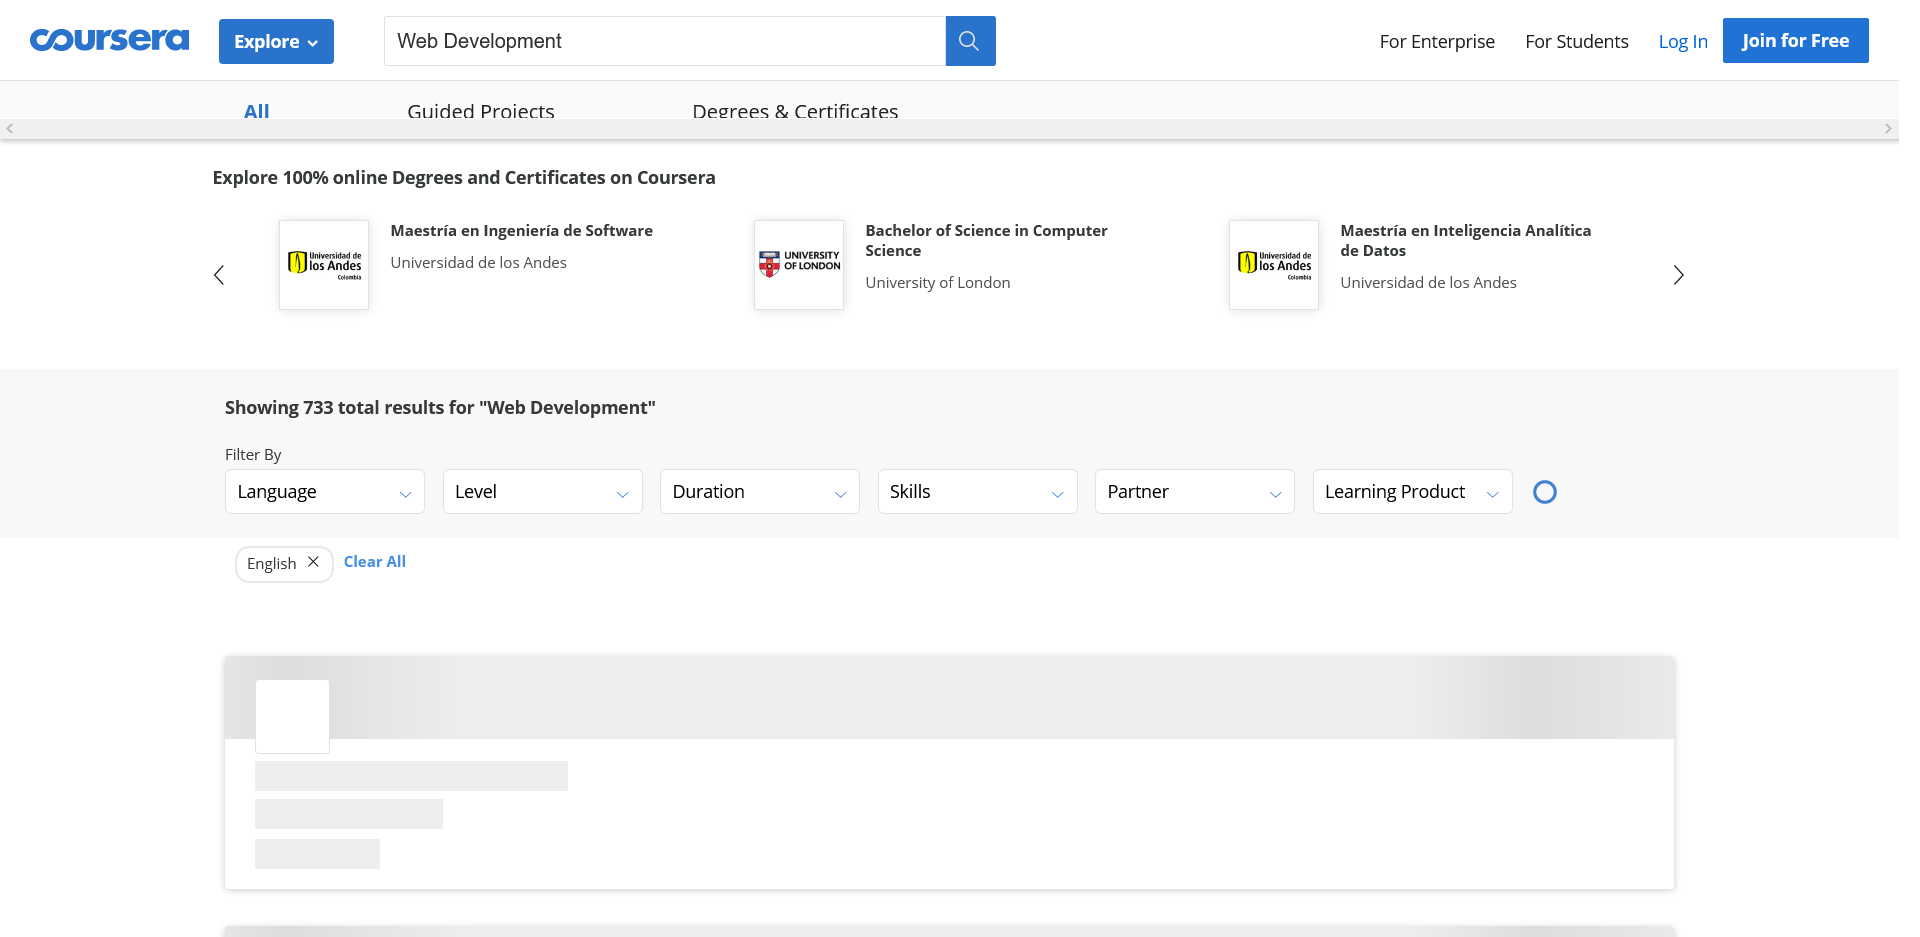 coursera
Explore
Web Development
For Enterprise
For Students
Log In
Join for Free
All
Guided Projects
Degrees & Certificates
Explore 100% online Degrees and Certificates on Coursera
Universidad de
los Andes
Colombia
Maestría en Ingeniería de Software
Universidad de los Andes
UNIVERSITY
OF LONDON
Bachelor of Science in Computer
Science
University of London
Universidad de
los Andes
Colombia
Maestría en Inteligencia Analítica
de Datos
Universidad de los Andes
Showing 733 total results for "Web Development"
Filter By
Language
Level
Duration
Skills
Partner
Learning Product
English
Clear All